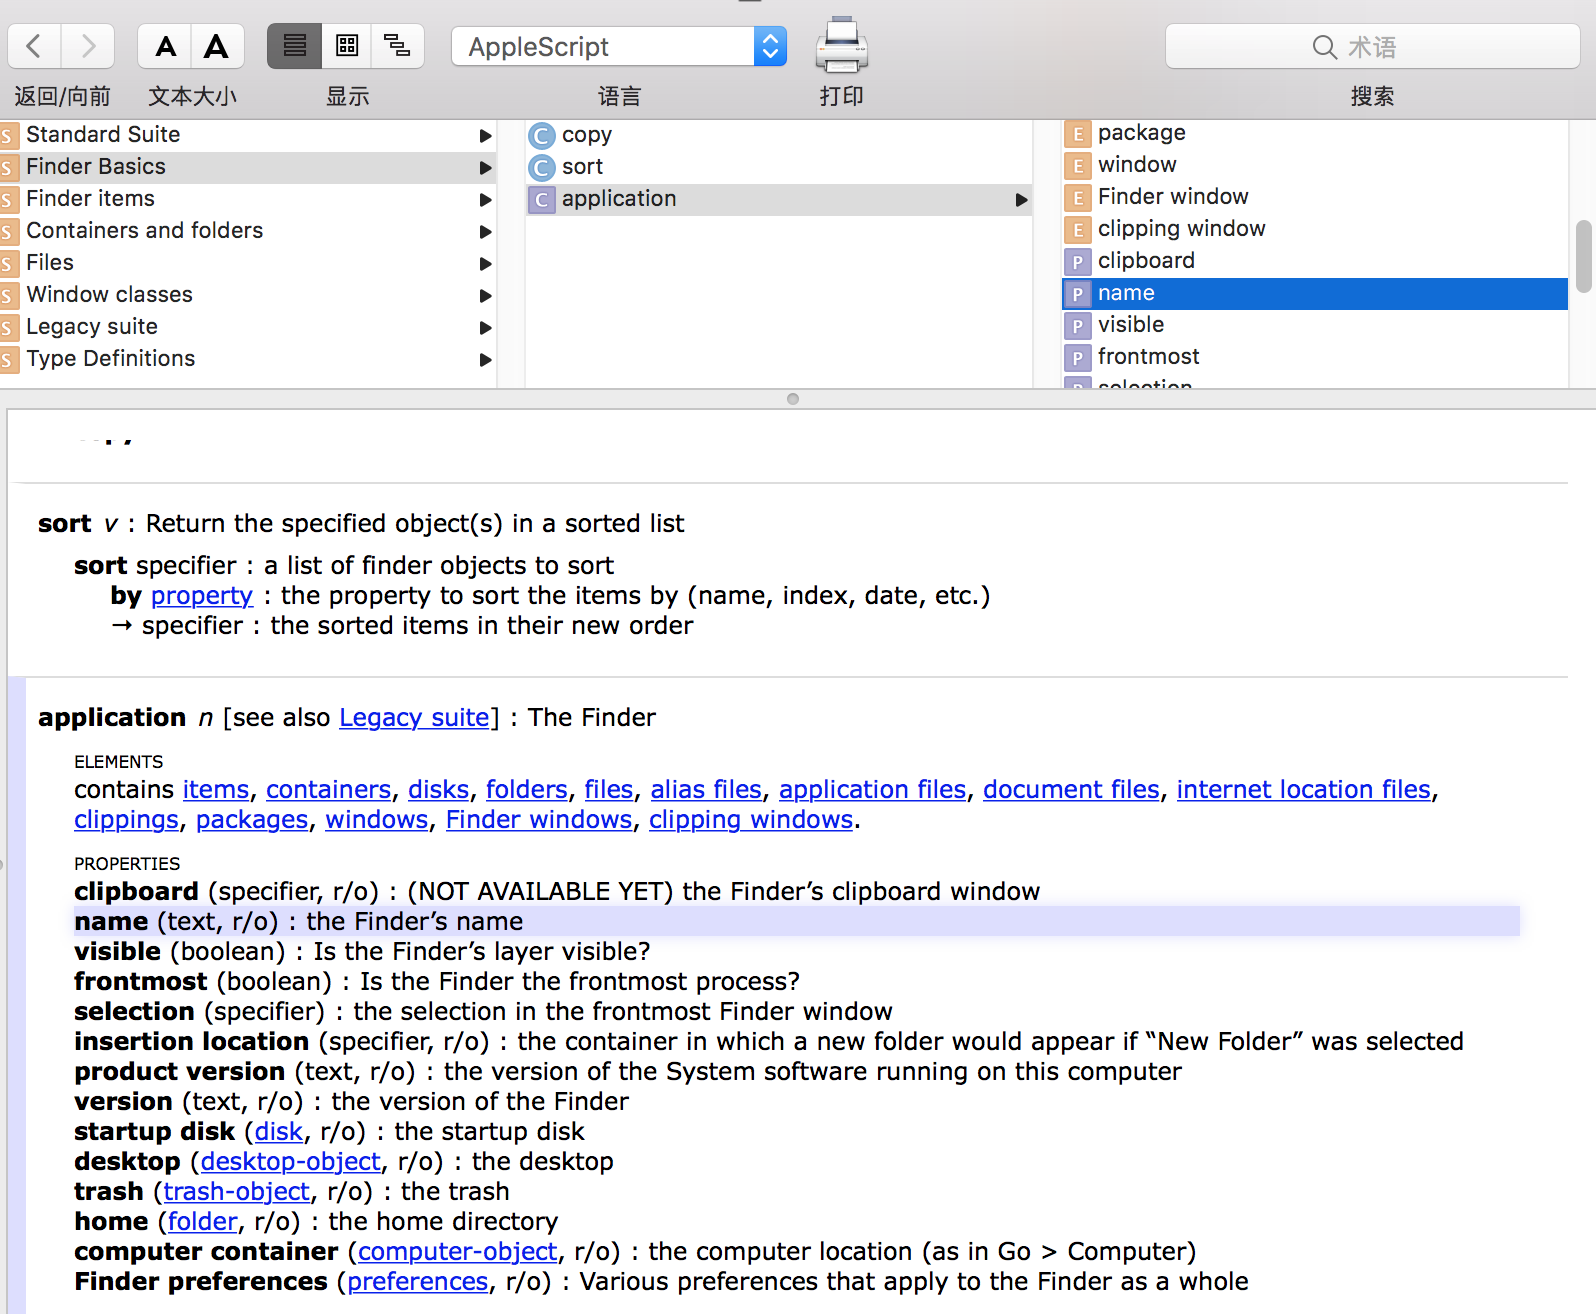 AppleScript
术语
返回/向前
文本大小
显示
语言
打印
搜索
Standard Suite
Finder Basics
Finder items
Containers and folders
Files
Window classes
Legacy suite
Type Definitions
copy
sort
application
package
window
Finder window
clipping window
clipboard
name
visible
frontmost
selection
sort v : Return the specified object(s) in a sorted list
sort specifier : a list of finder objects to sort
by property : the property to sort the items by (name, index, date, etc.)
→ specifier : the sorted items in their new order
application n [see also Legacy suite] : The Finder
ELEMENTS
contains items, containers, disks, folders, files, alias files, application files, document files, internet location files,
clippings, packages, windows, Finder windows, clipping windows.
PROPERTIES
clipboard (specifier, r/o) : (NOT AVAILABLE YET) the Finder’s clipboard window
name (text, r/o) : the Finder’s name
visible (boolean) : Is the Finder’s layer visible?
frontmost (boolean) : Is the Finder the frontmost process?
selection (specifier) : the selection in the frontmost Finder window
insertion location (specifier, r/o) : the container in which a new folder would appear if “New Folder” was selected
product version (text, r/o) : the version of the System software running on this computer
version (text, r/o) : the version of the Finder
startup disk (disk, r/o) : the startup disk
desktop (desktop-object, r/o) : the desktop
trash (trash-object, r/o) : the trash
home (folder, r/o) : the home directory
computer container (computer-object, r/o) : the computer location (as in Go > Computer)
Finder preferences (preferences, r/o) : Various preferences that apply to the Finder as a whole